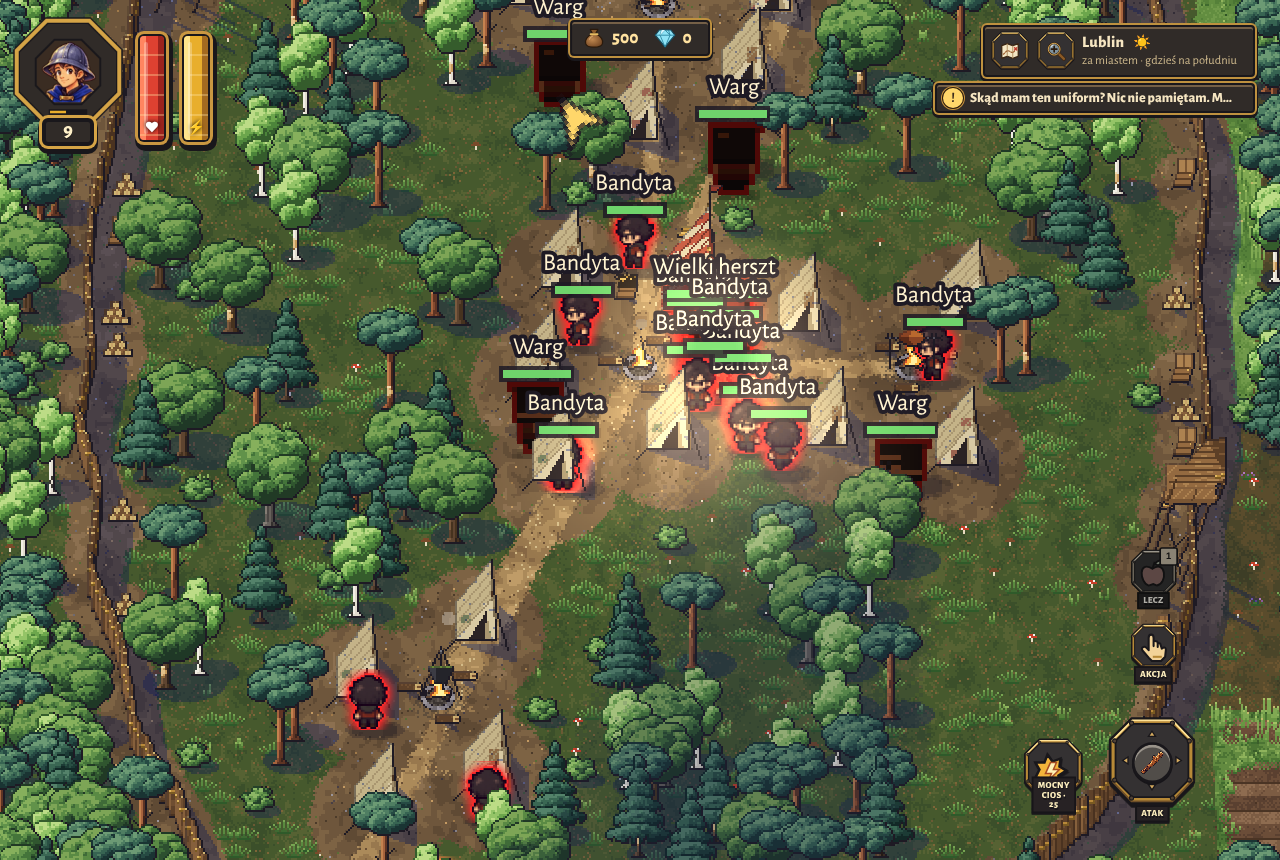 Warg
500
0
Lublin
za miastem · gdzieś na południu
Skąd mam ten uniform? Nic nie pamiętam. M...
9
Warg
Bandyta
Bandyta
Wielki herszt
Bandyta
Bandyta
Bandyta
Bandyta
Warg
Bandyta
Bandyta
Bandyta
Warg
1
LECZ
AKCJA
MOCNY
CIOS ·
25
ATAK